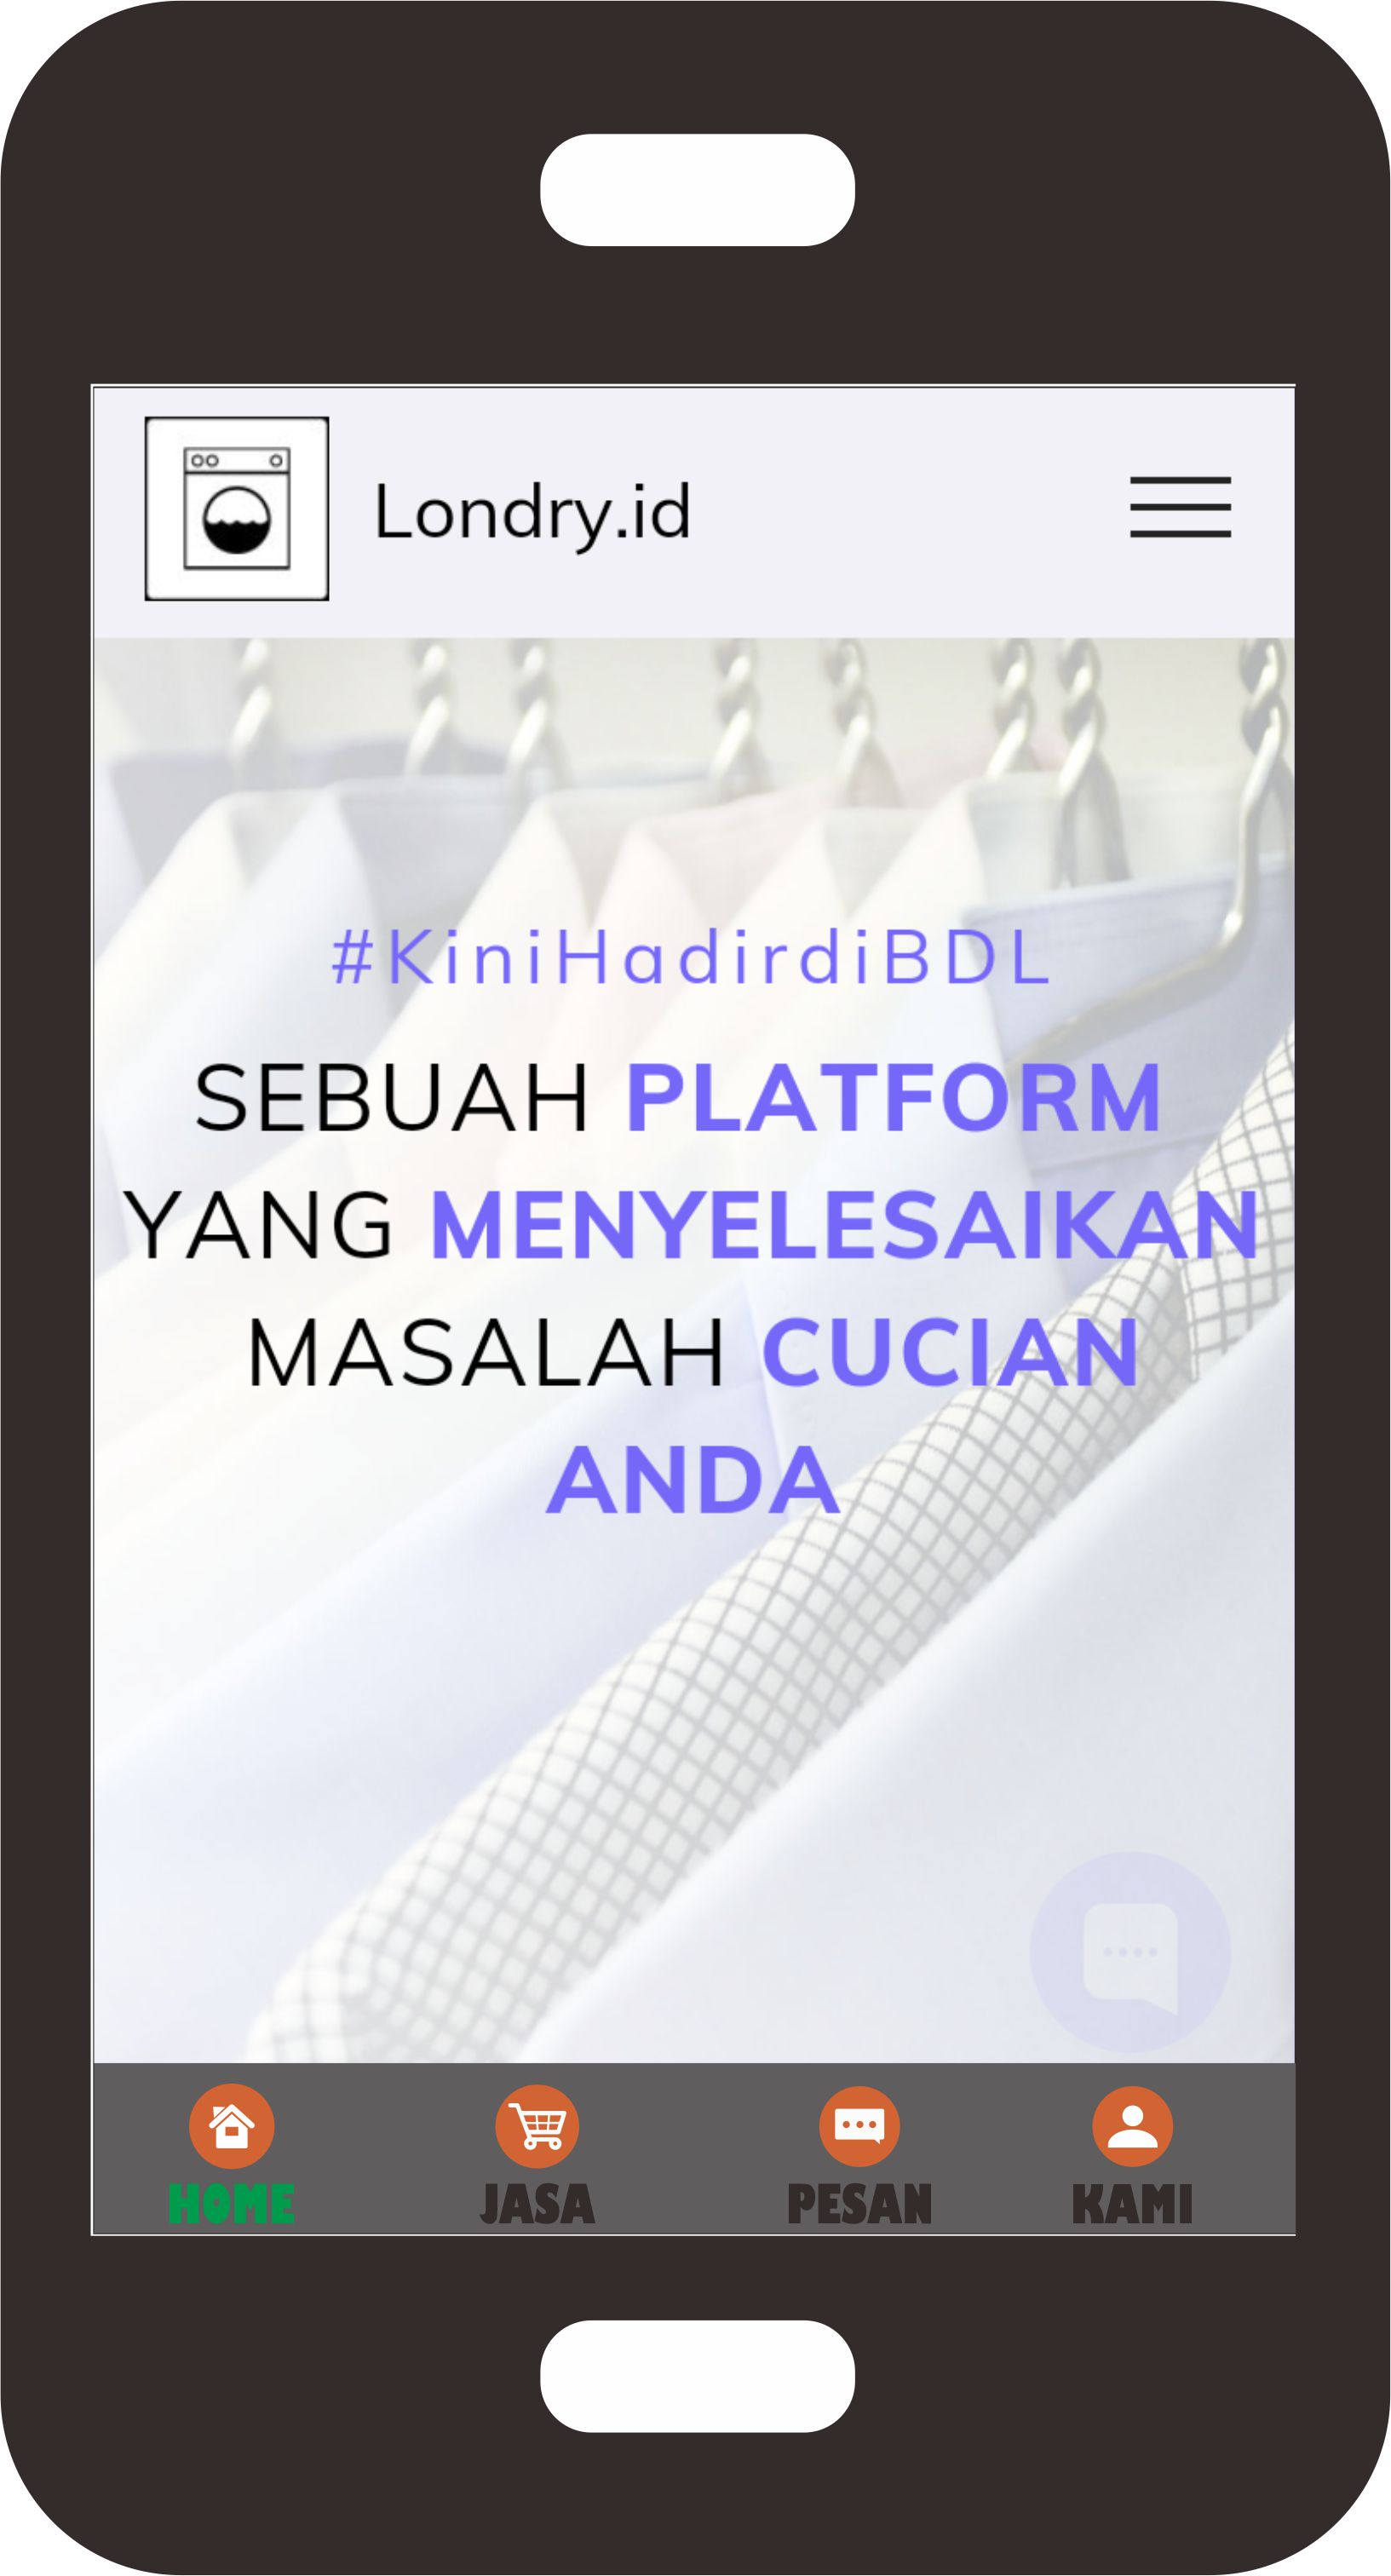 Londry.id
#KiniHadirdiBDL
SEBUAH PLATFORM
YANG MENYELESAIKAN
MASALAH CUCIAN
ANDA
HOME JASA PESAN KAMI